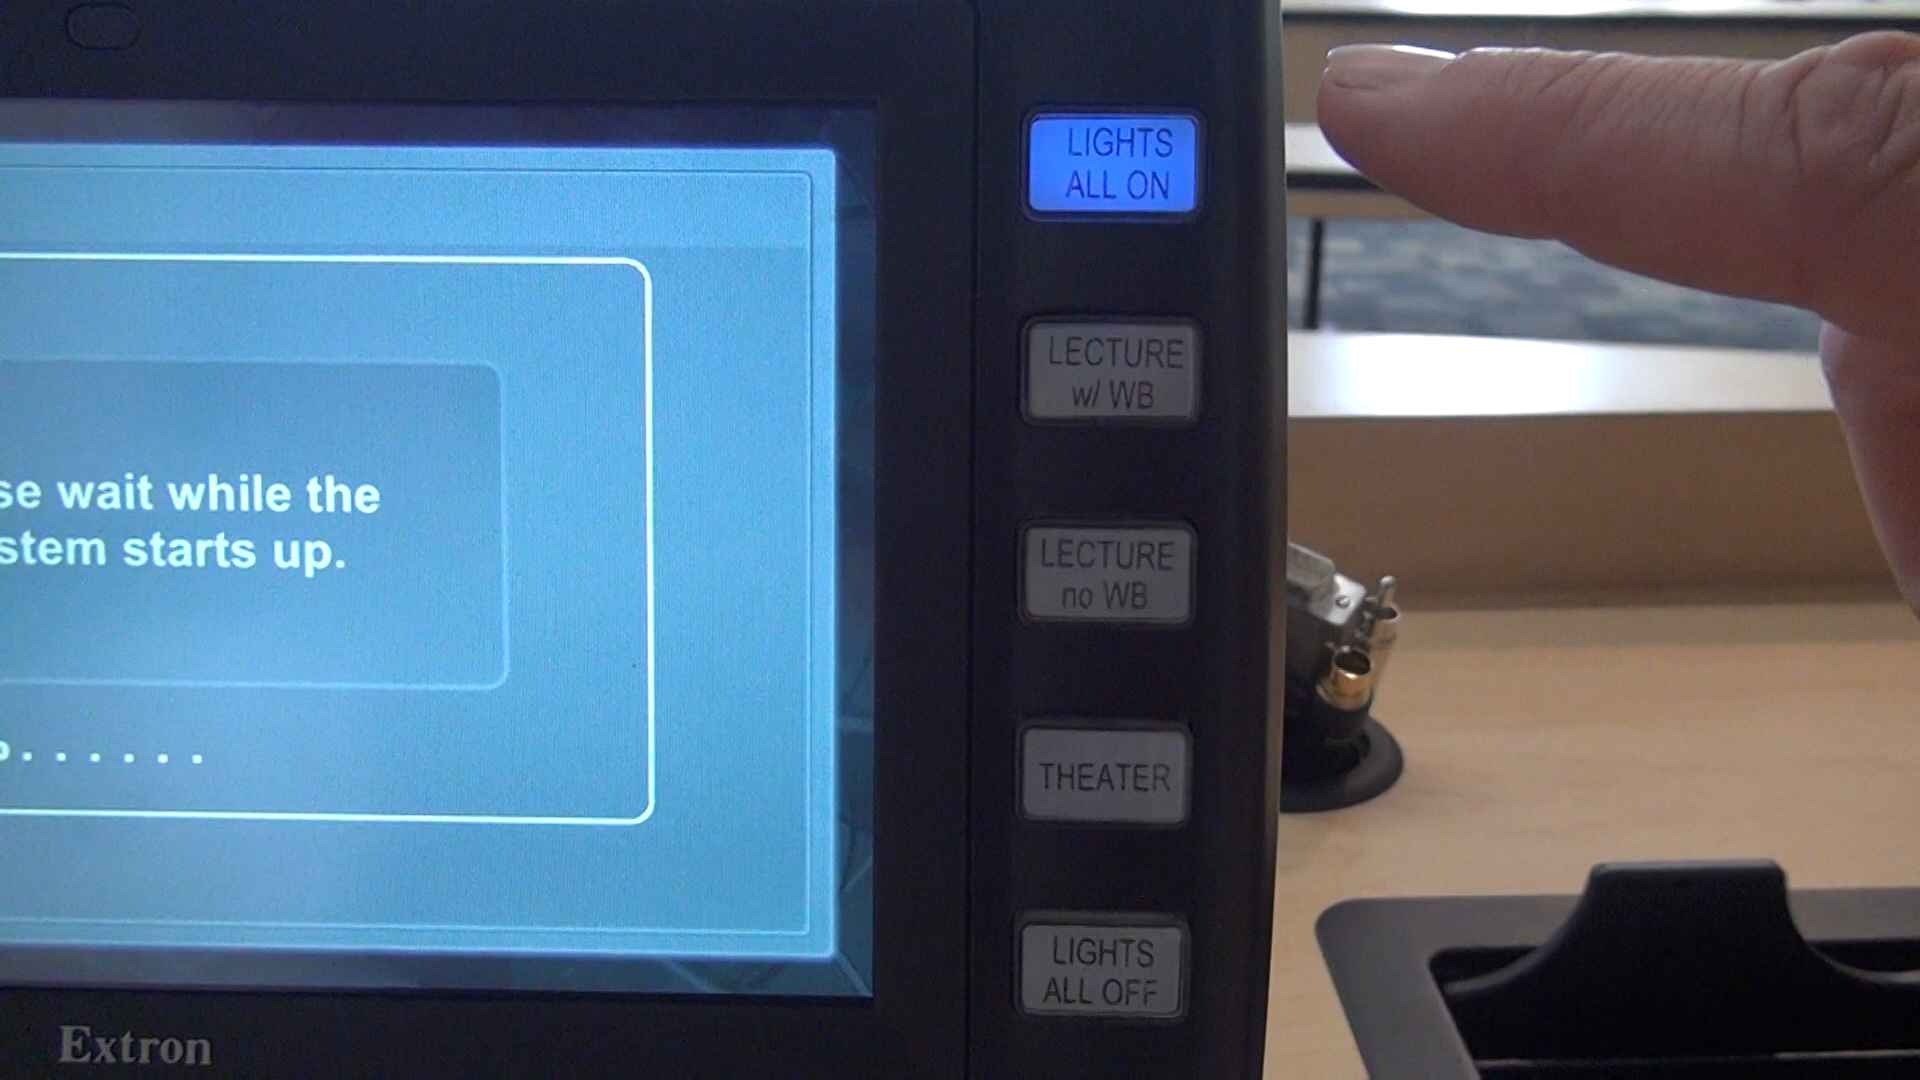 se wait while the
stem starts up.
. . . . . .
LIGHTS
ALL ON
LECTURE
w/ WB
LECTURE
no WB
THEATER
LIGHTS
ALL OFF
Extron